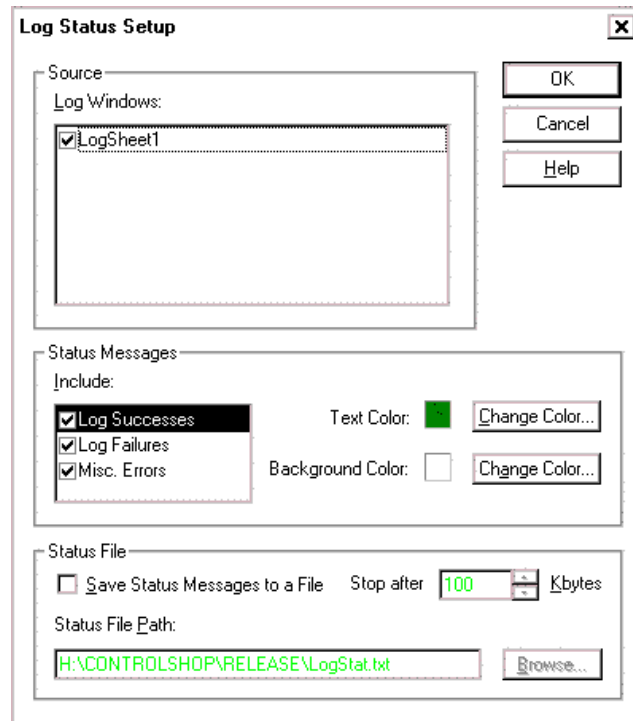 Log Status Setup
Source
Log Windows:
LogSheet1
OK
Cancel
Help
Status Messages
Include:
Log Successes
Log Failures
Misc. Errors
Text Color:
Change Color...
Background Color:
Change Color...
Status File
Save Status Messages to a File
Stop after
100
Kbytes
Status File Path:
H:\CONTROLSHOP\RELEASE\LogStat.txt
Browse...